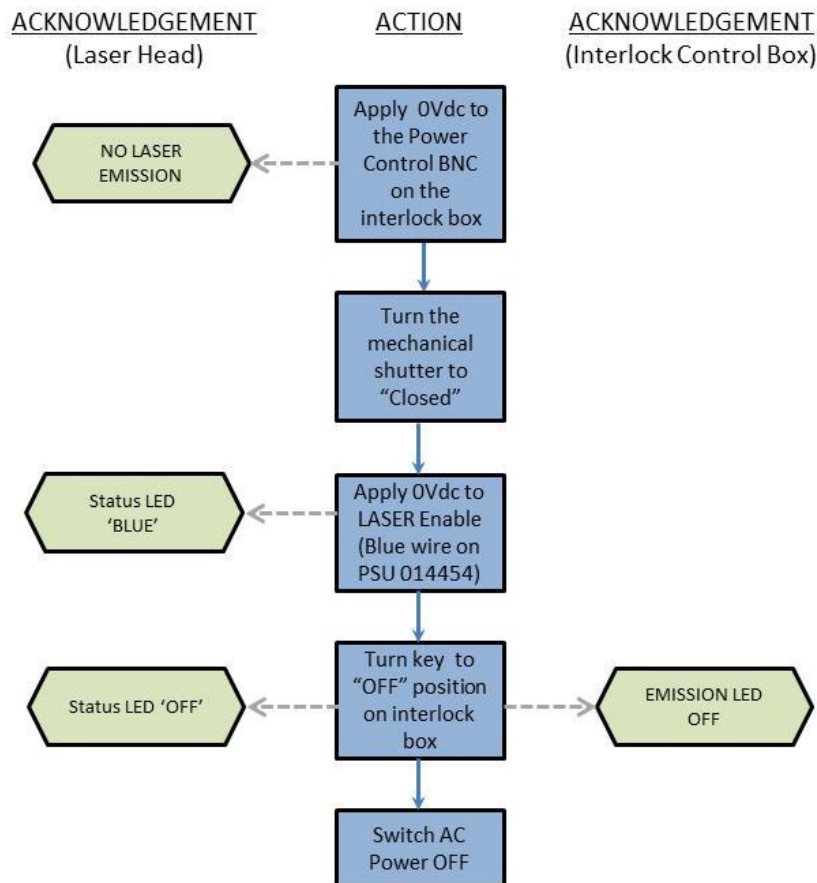 ACKNOWLEDGEMENT
(Laser Head)
ACTION
ACKNOWLEDGEMENT
(Interlock Control Box)
Apply 0Vdc to
the Power
Control BNC
on the
interlock box
NO LASER
EMISSION
Turn the
mechanical
shutter to
“Closed”
Apply 0Vdc to
LASER Enable
(Blue wire on
PSU 014454)
Status LED
‘BLUE’
Turn key to
“OFF” position
on interlock
box
Status LED ‘OFF’
EMISSION LED
OFF
Switch AC
Power OFF